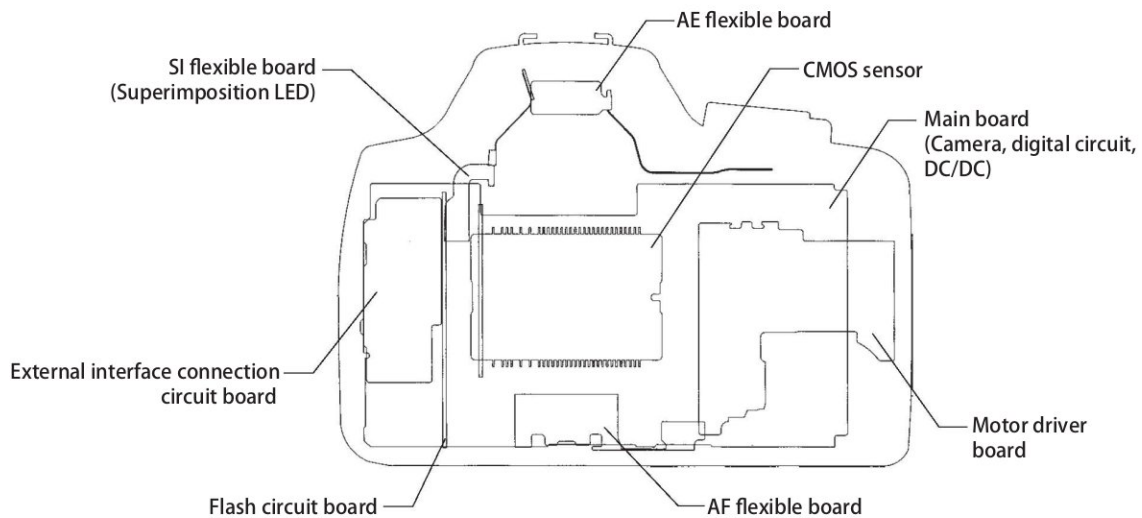 AE flexible board
SI flexible board
(Superimposition LED)
CMOS sensor
Main board
(Camera, digital circuit,
DC/DC)
External interface connection
circuit board
Motor driver
board
Flash circuit board
AF flexible board